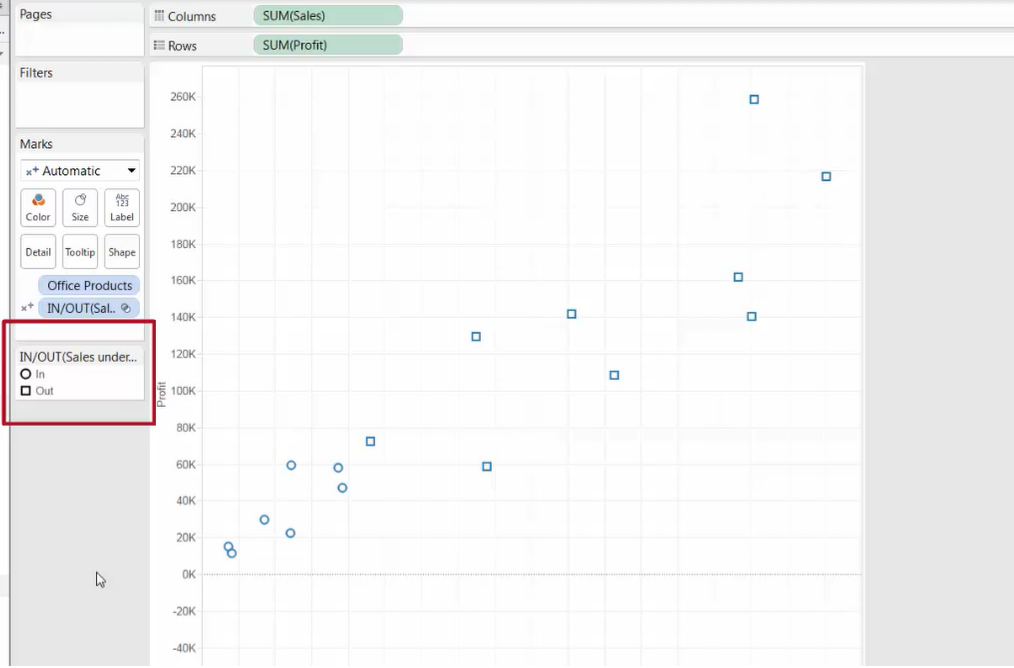 Pages
Columns
SUM(Sales)
Rows
SUM(Profit)
Filters
Marks
Automatic
Color
Size
Abc
123
Label
Detail
Tooltip
Shape
Office Products
IN/OUT(Sal..
IN/OUT(Sales under...
In
Out
Profit
260K
240K
220K
200K
180K
160K
140K
120K
100K
80K
60K
40K
20K
0K
-20K
-40K